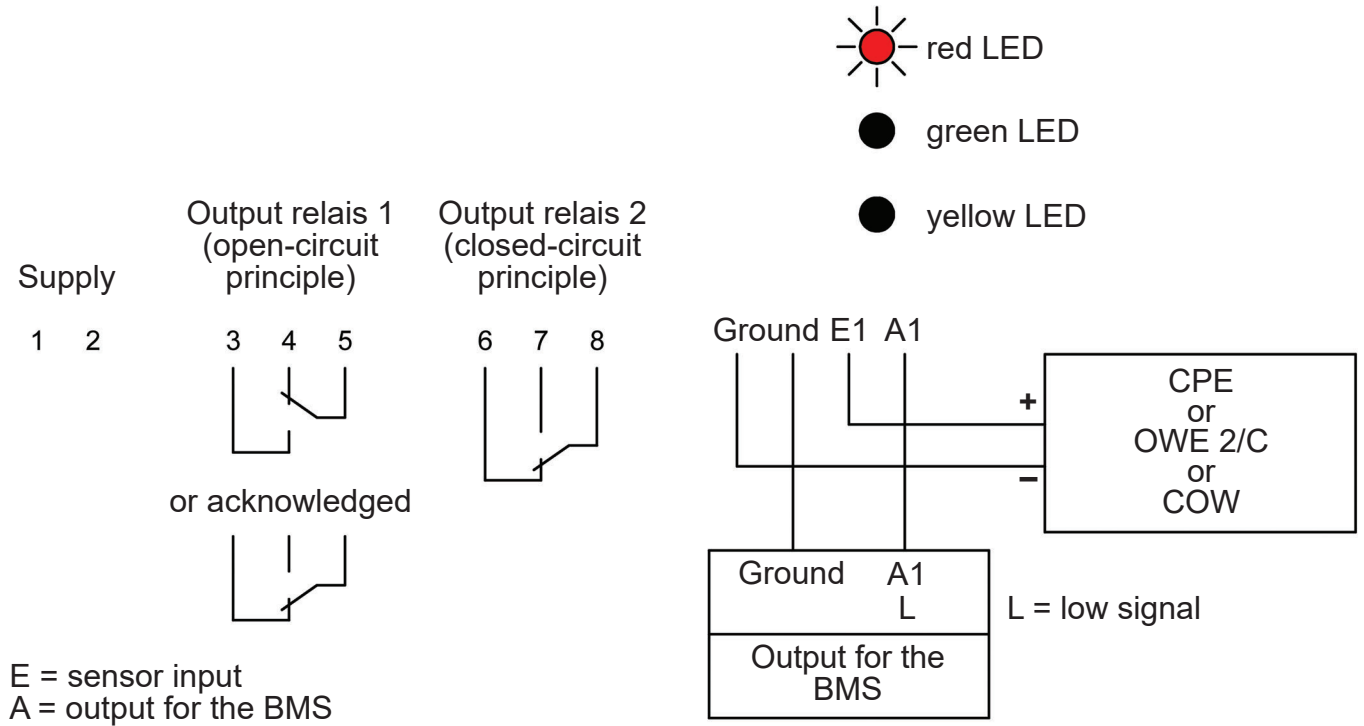 red LED
green LED
yellow LED
Supply
1 2
Output relais 1
(open-circuit
principle)
3 4 5
or acknowledged
Output relais 2
(closed-circuit
principle)
6 7 8
Ground E1 A1
+
−
CPE
or
OWE 2/C
or
COW
Ground A1
L
Output for the
BMS
L = low signal
E = sensor input
A = output for the BMS